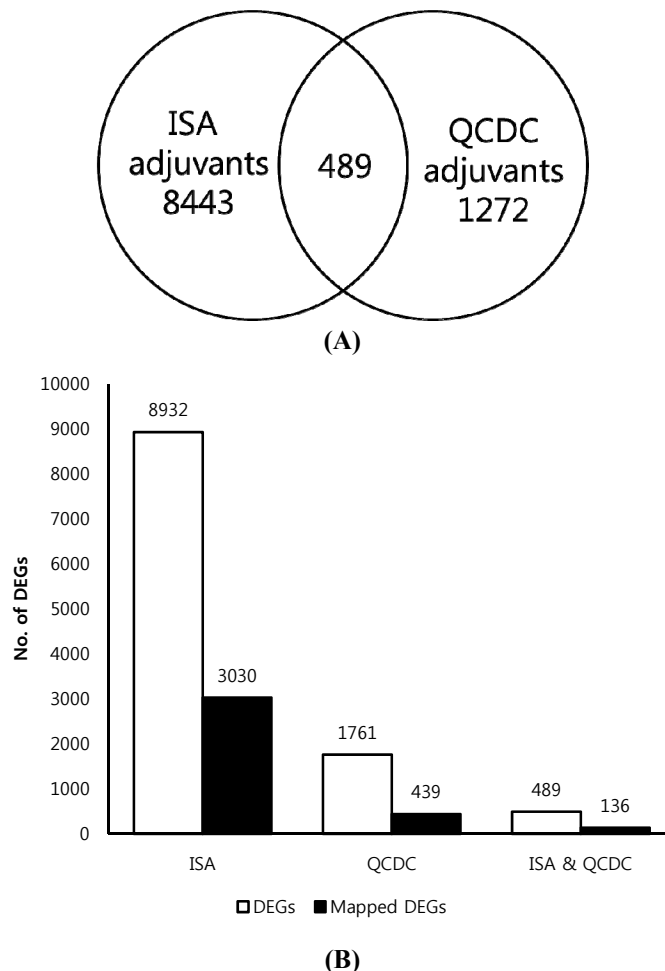 ISA
adjuvants
8443
489
QCDC
adjuvants
1272
(A)
10000
9000
8000
7000
6000
5000
4000
3000
2000
1000
0
No. of DEGs
8932
3030
1761
439
489
136
ISA
QCDC
ISA & QCDC
DEGs
Mapped DEGs
(B)